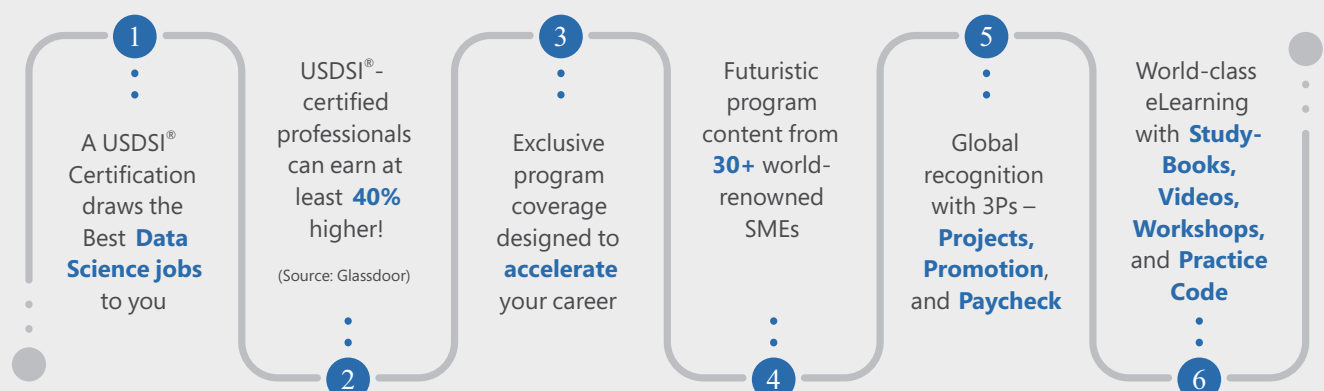 1
A USDSI®
Certification
draws the
Best Data
Science jobs
to you
USDSI®-
certified
professionals
can earn at
least 40%
higher!
(Source: Glassdoor)
2
3
Exclusive
program
coverage
designed to
accelerate
your career
Futuristic
program
content from
30+ world-
renowned
SMEs
4
5
Global
recognition
with 3Ps –
Projects,
Promotion,
and Paycheck
World-class
eLearning
with Study-
Books,
Videos,
Workshops,
and Practice
Code
6